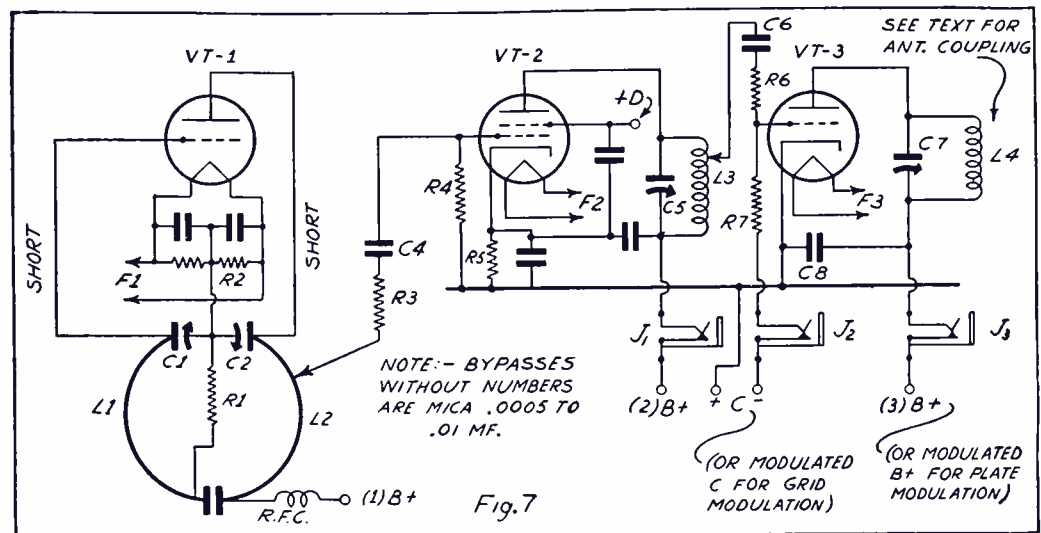 VT-1
VT-2
C6
SEE TEXT FOR
ANT. COUPLING
VT-3
R6
+D
C7
L4
L3
R4
F2
C5
R7
F3
SHORT
SHORT
R2
F1
C4
R5
C8
R3
C1
C2
NOTE:- BYPASSES
WITHOUT NUMBERS
ARE MICA .0005 TO
.01 MF.
J1
J2
J3
L1
R1
L2
(2)B+
+
C-
(3)B+
(OR MODULATED
C FOR GRID
MODULATION)
(OR MODULATED
B+ FOR PLATE
MODULATION)
R.F.C.
(1)B+
Fig.7